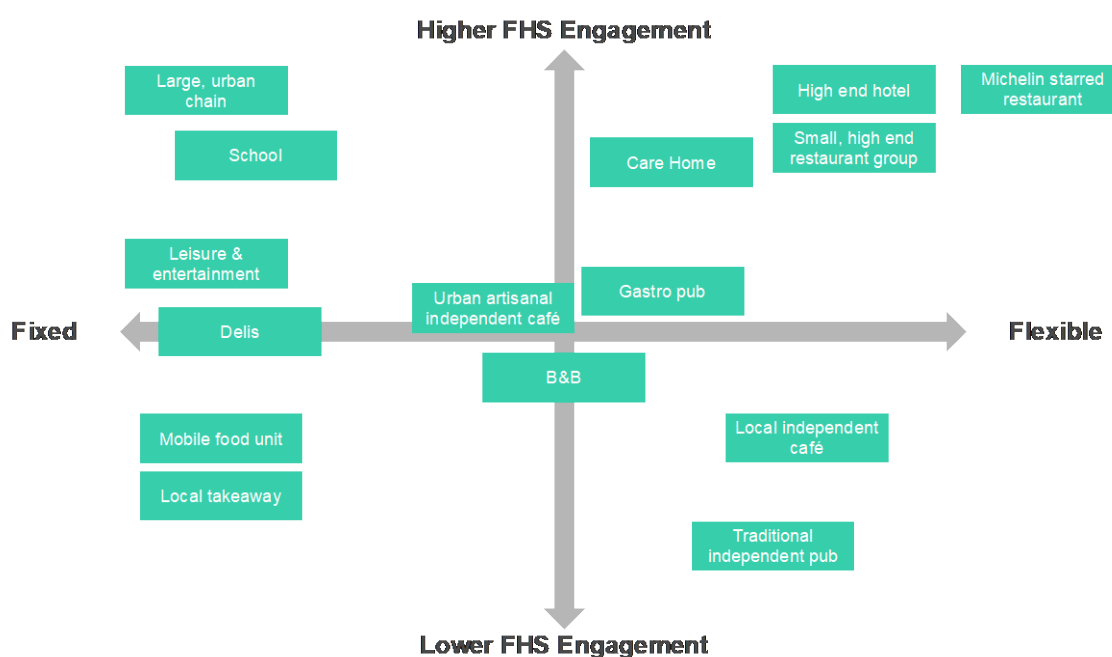 Higher FHS Engagement
Large, urban
chain
High end hotel
Michelin starred
restaurant
School
Care Home
Small, high end
restaurant group
Leisure &
entertainment
Urban artisanal
independent café
Gastro pub
Fixed
Delis
Flexible
B&B
Mobile food unit
Local independent
café
Local takeaway
Traditional
independent pub
Lower FHS Engagement